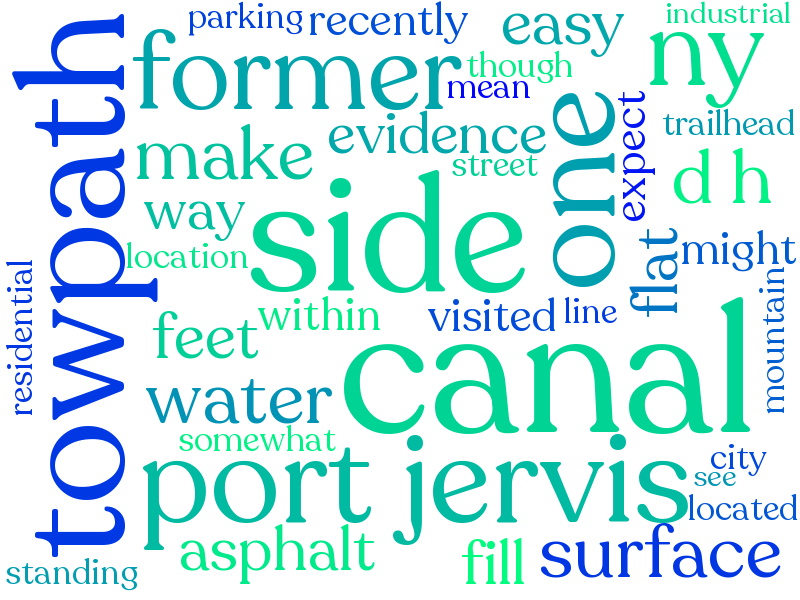 parking
recently
easy
industrial
ny
former
though
mean
towpath
make
evidence
street
one
expect
trailhead
d h
way
side
location
flat
might
residential
feet
within
visited
line
mountain
water
canal
somewhat
port jervis
city
see
located
asphalt
fill
surface
standing